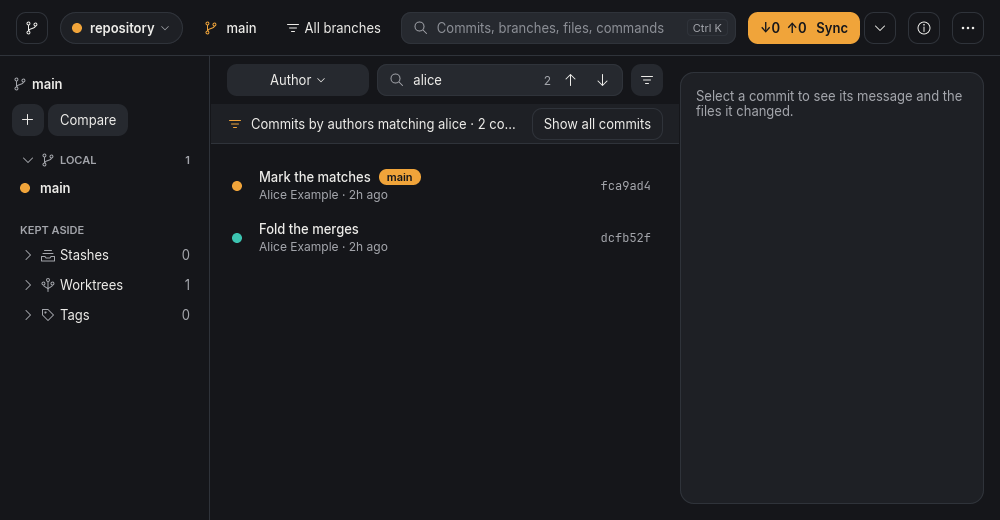 repository
main
All branches
Commits, branches, files, commands
Ctrl K
↓0 ↑0 Sync
main
+ Compare
LOCAL 1
main
KEPT ASIDE
Stashes 0
Worktrees 1
Tags 0
Author
alice 2
Commits by authors matching alice · 2 co...
Show all commits
Mark the matches main
Alice Example · 2h ago
fca9ad4
Fold the merges
Alice Example · 2h ago
dcfb52f
Select a commit to see its message and the
files it changed.